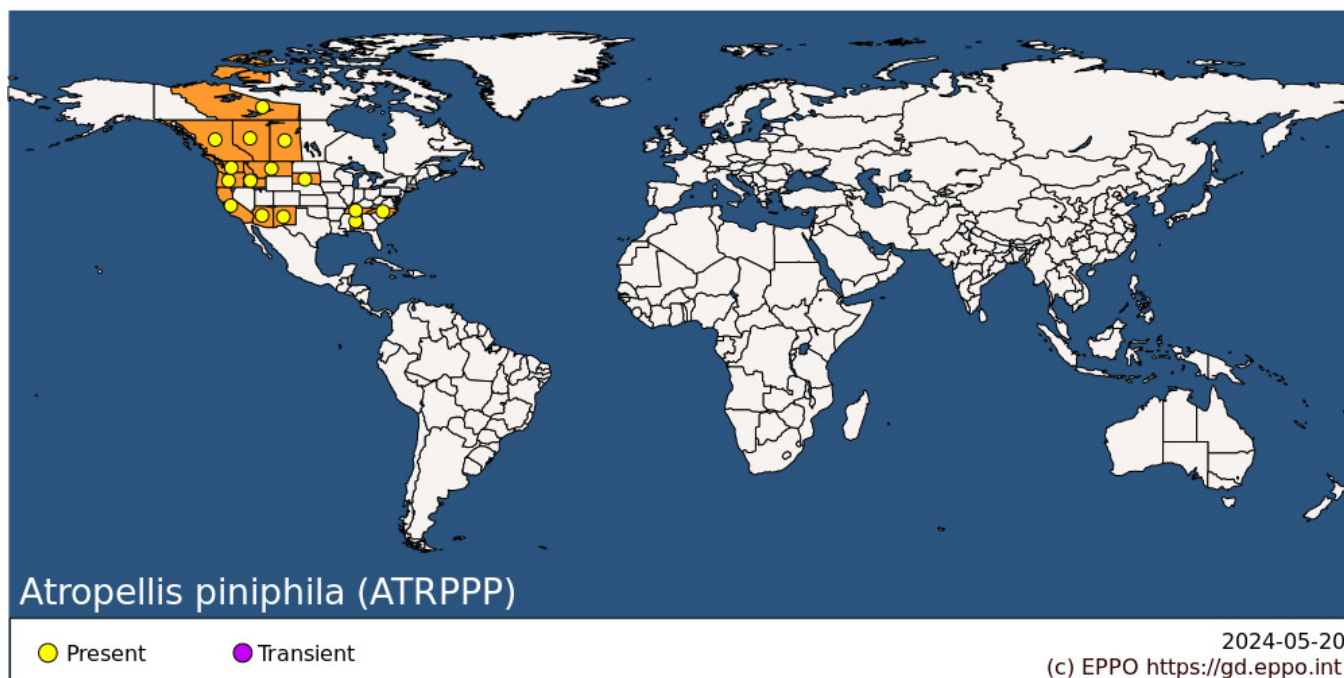 Atropellis piniphila (ATRPPP)
Present
Transient
2024-05-20
(c) EPPO https://gd.eppo.int